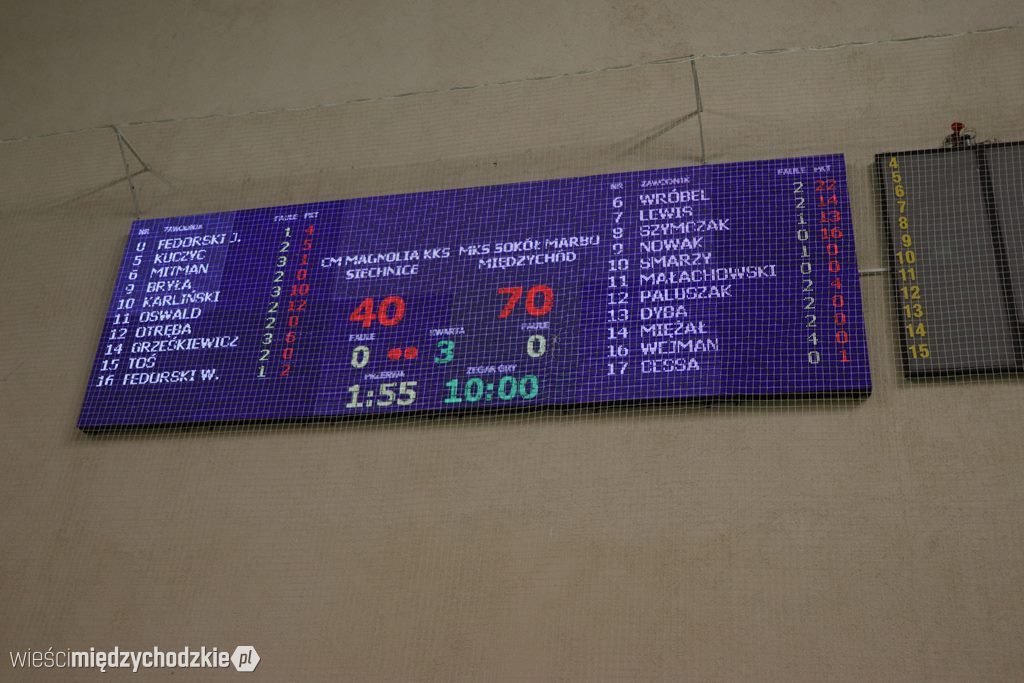 NR ZAWODNIK FAULE PKT
0 FEDORSKI J. 1 4
5 KUCZYC 2 5
6 MITMAN 3 1
9 BRYŁA 2 0
10 KARLIŃSKI 3 10
11 OSWALD 2 12
12 OTRĘBA 2 0
14 GRZEŚKIEWICZ 3 6
15 TOŚ 2 0
16 FEDORSKI W. 1 2
CM MAGNOLIA KKS SIECHNICE
MKS SOKÓŁ MARBO MIĘDZYCHÓD
40 70
FAULE KWARTA FAULE
0 3 0
PRZERWA ZEGAR GRY
1:55 10:00
NR ZAWODNIK FAULE PKT
6 WRÓBEL 2 22
7 LEWIS 2 14
8 SZYMCZAK 1 13
9 NOWAK 0 16
10 SMARZY 1 0
11 MAŁACHOWSKI 0 0
12 PALUSZAK 2 4
13 DYBA 2 0
14 MIĘŻAŁ 2 0
16 WEJMAN 4 0
17 CESSA 0 1
4
5
6
7
8
9
10
11
12
13
14
15
wieścimiędzychodzkie.pl